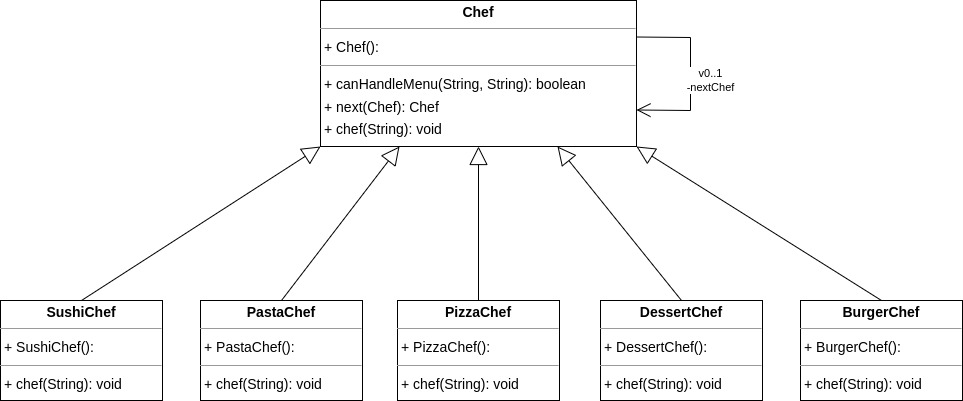 Chef
+ Chef():
+ canHandleMenu(String, String): boolean
+ next(Chef): Chef
+ chef(String): void
v0..1
-nextChef
SushiChef
+ SushiChef():
+ chef(String): void
PastaChef
+ PastaChef():
+ chef(String): void
PizzaChef
+ PizzaChef():
+ chef(String): void
DessertChef
+ DessertChef():
+ chef(String): void
BurgerChef
+ BurgerChef():
+ chef(String): void